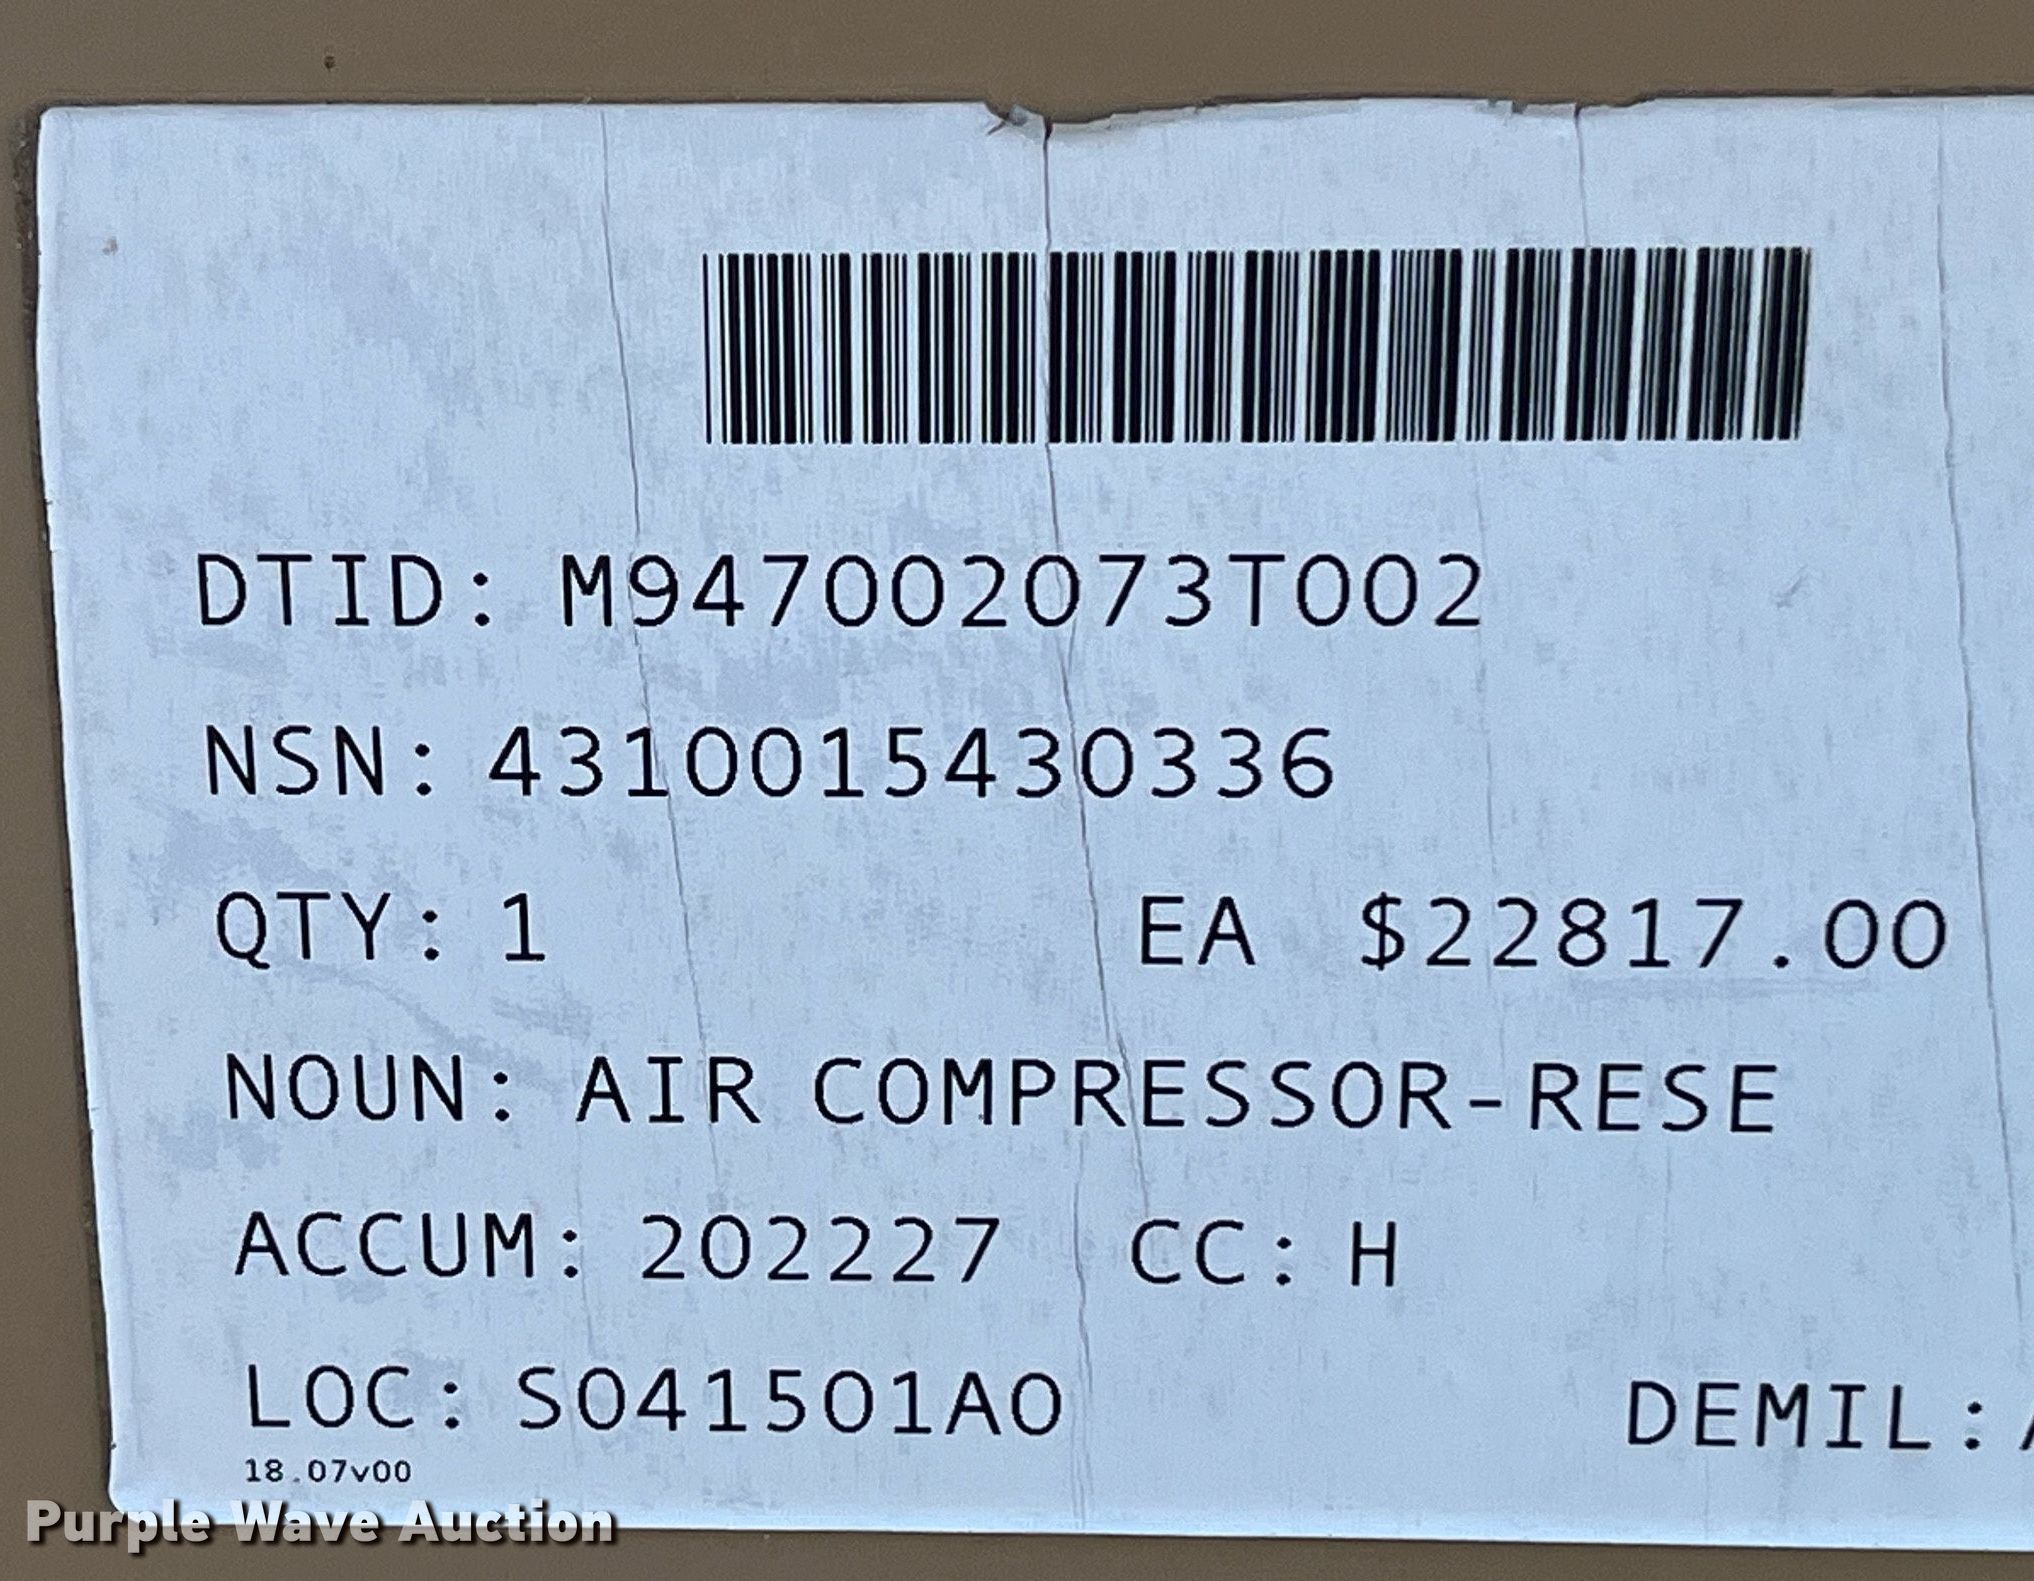 DTID: M947002073T002
NSN: 4310015430336
QTY: 1 EA $22817.00
NOUN: AIR COMPRESSOR-RESE
ACCUM: 202227 CC: H
LOC: S041501A0 DEMIL:
18.07v00
Purple Wave Auction